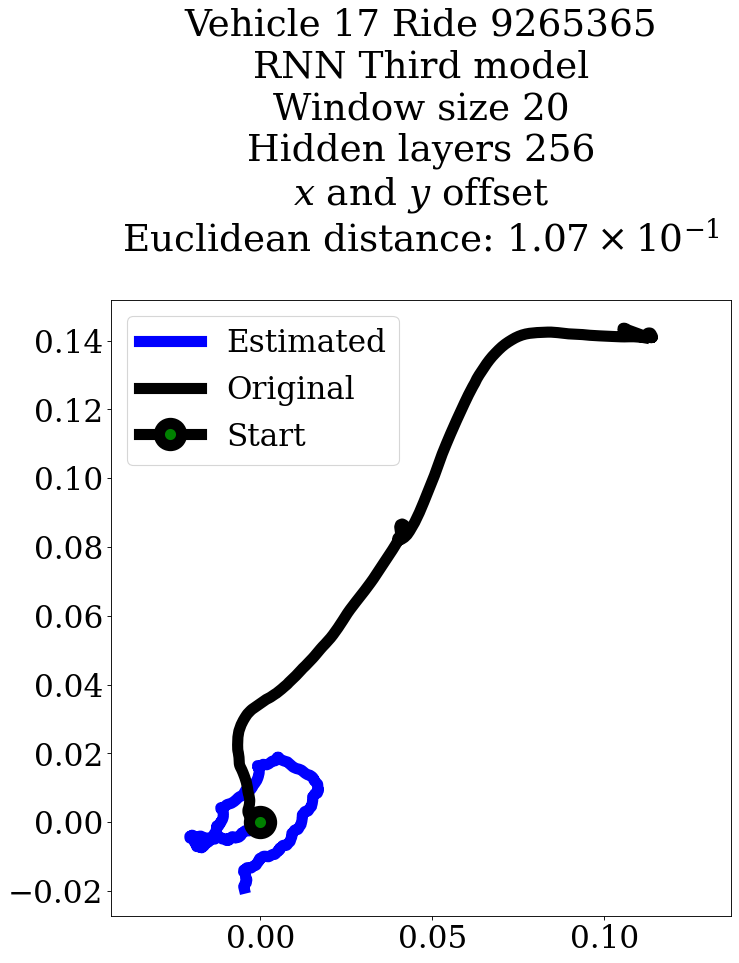 Vehicle 17 Ride 9265365
RNN Third model
Window size 20
Hidden layers 256
x and y offset
Euclidean distance: 1.07 × 10⁻¹
Estimated
Original
Start
0.14
0.12
0.10
0.08
0.06
0.04
0.02
0.00
−0.02
0.00 0.05 0.10